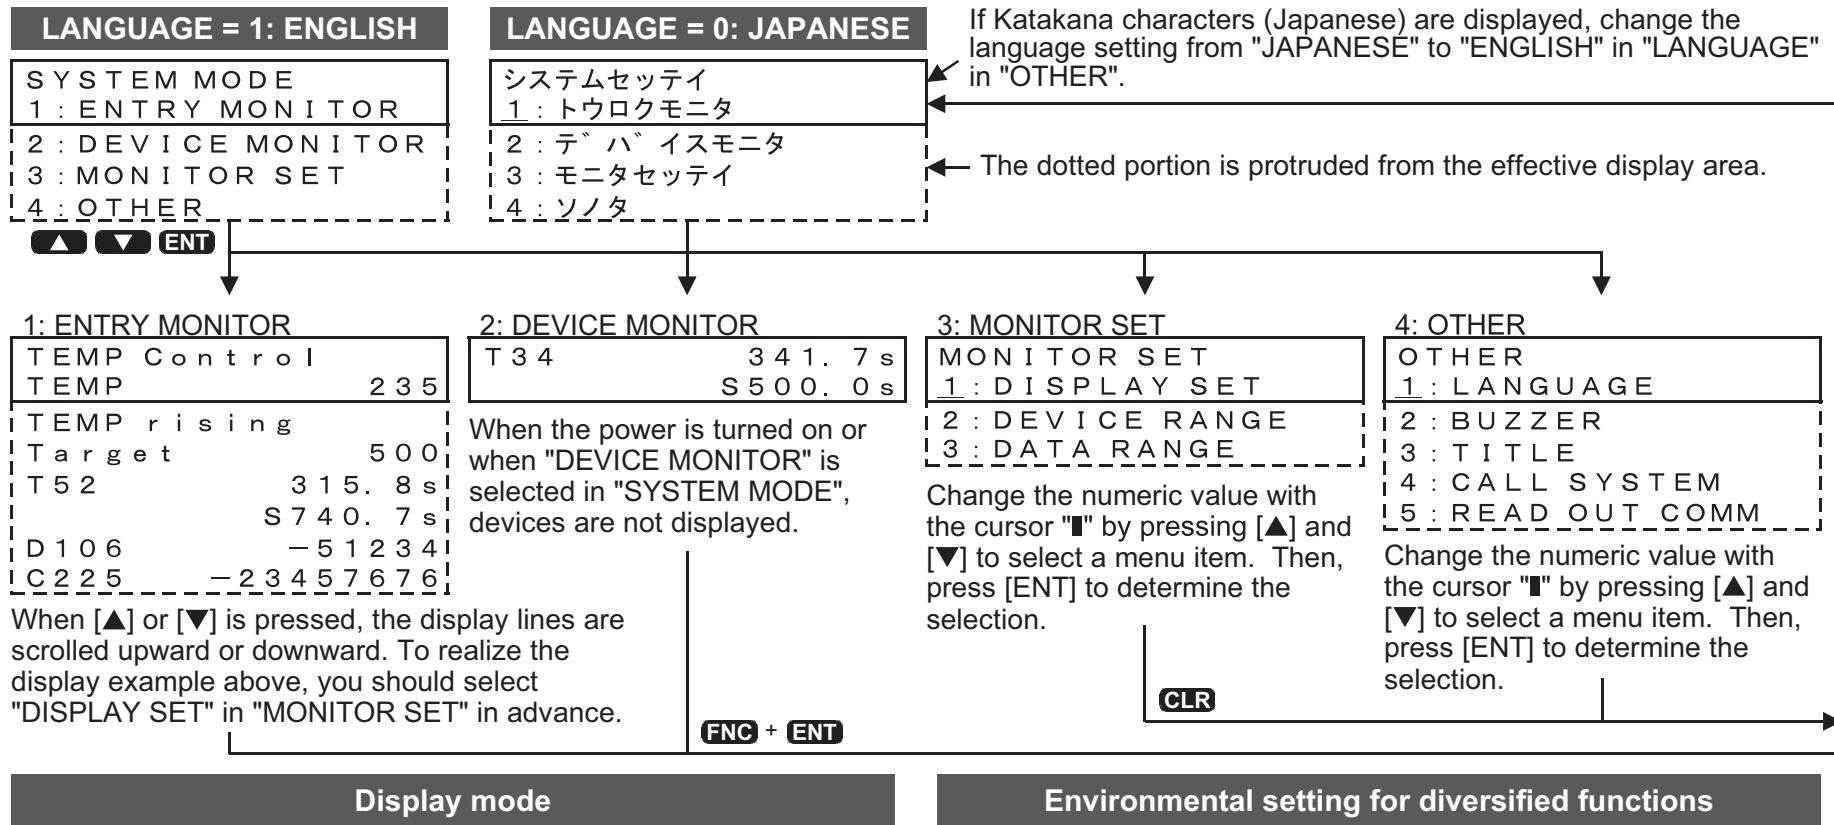 LANGUAGE = 1: ENGLISH
SYSTEM MODE
1 : ENTRY MONITOR
2 : DEVICE MONITOR
3 : MONITOR SET
4 : OTHER
▲ ▼ ENT
LANGUAGE = 0: JAPANESE
システムセッテイ
1 : トウロクモニタ
2 : デバイスモニタ
3 : モニタセッテイ
4 : ソノタ
If Katakana characters (Japanese) are displayed, change the
language setting from "JAPANESE" to "ENGLISH" in "LANGUAGE"
in "OTHER".
The dotted portion is protruded from the effective display area.
1: ENTRY MONITOR
TEMP Control
TEMP 235
TEMP rising
Target 500
T52 315. 8s
S740. 7s
D106 −51234
C225 −23457676
When [▲] or [▼] is pressed, the display lines are
scrolled upward or downward. To realize the
display example above, you should select
"DISPLAY SET" in "MONITOR SET" in advance.
2: DEVICE MONITOR
T34 341. 7s
S500. 0s
When the power is turned on or
when "DEVICE MONITOR" is
selected in "SYSTEM MODE",
devices are not displayed.
FNC + ENT
3: MONITOR SET
MONITOR SET
1 : DISPLAY SET
2 : DEVICE RANGE
3 : DATA RANGE
Change the numeric value with
the cursor "▮" by pressing [▲] and
[▼] to select a menu item. Then,
press [ENT] to determine the
selection.
CLR
4: OTHER
OTHER
1 : LANGUAGE
2 : BUZZER
3 : TITLE
4 : CALL SYSTEM
5 : READ OUT COMM
Change the numeric value with
the cursor "▮" by pressing [▲] and
[▼] to select a menu item. Then,
press [ENT] to determine the
selection.
Display mode
Environmental setting for diversified functions